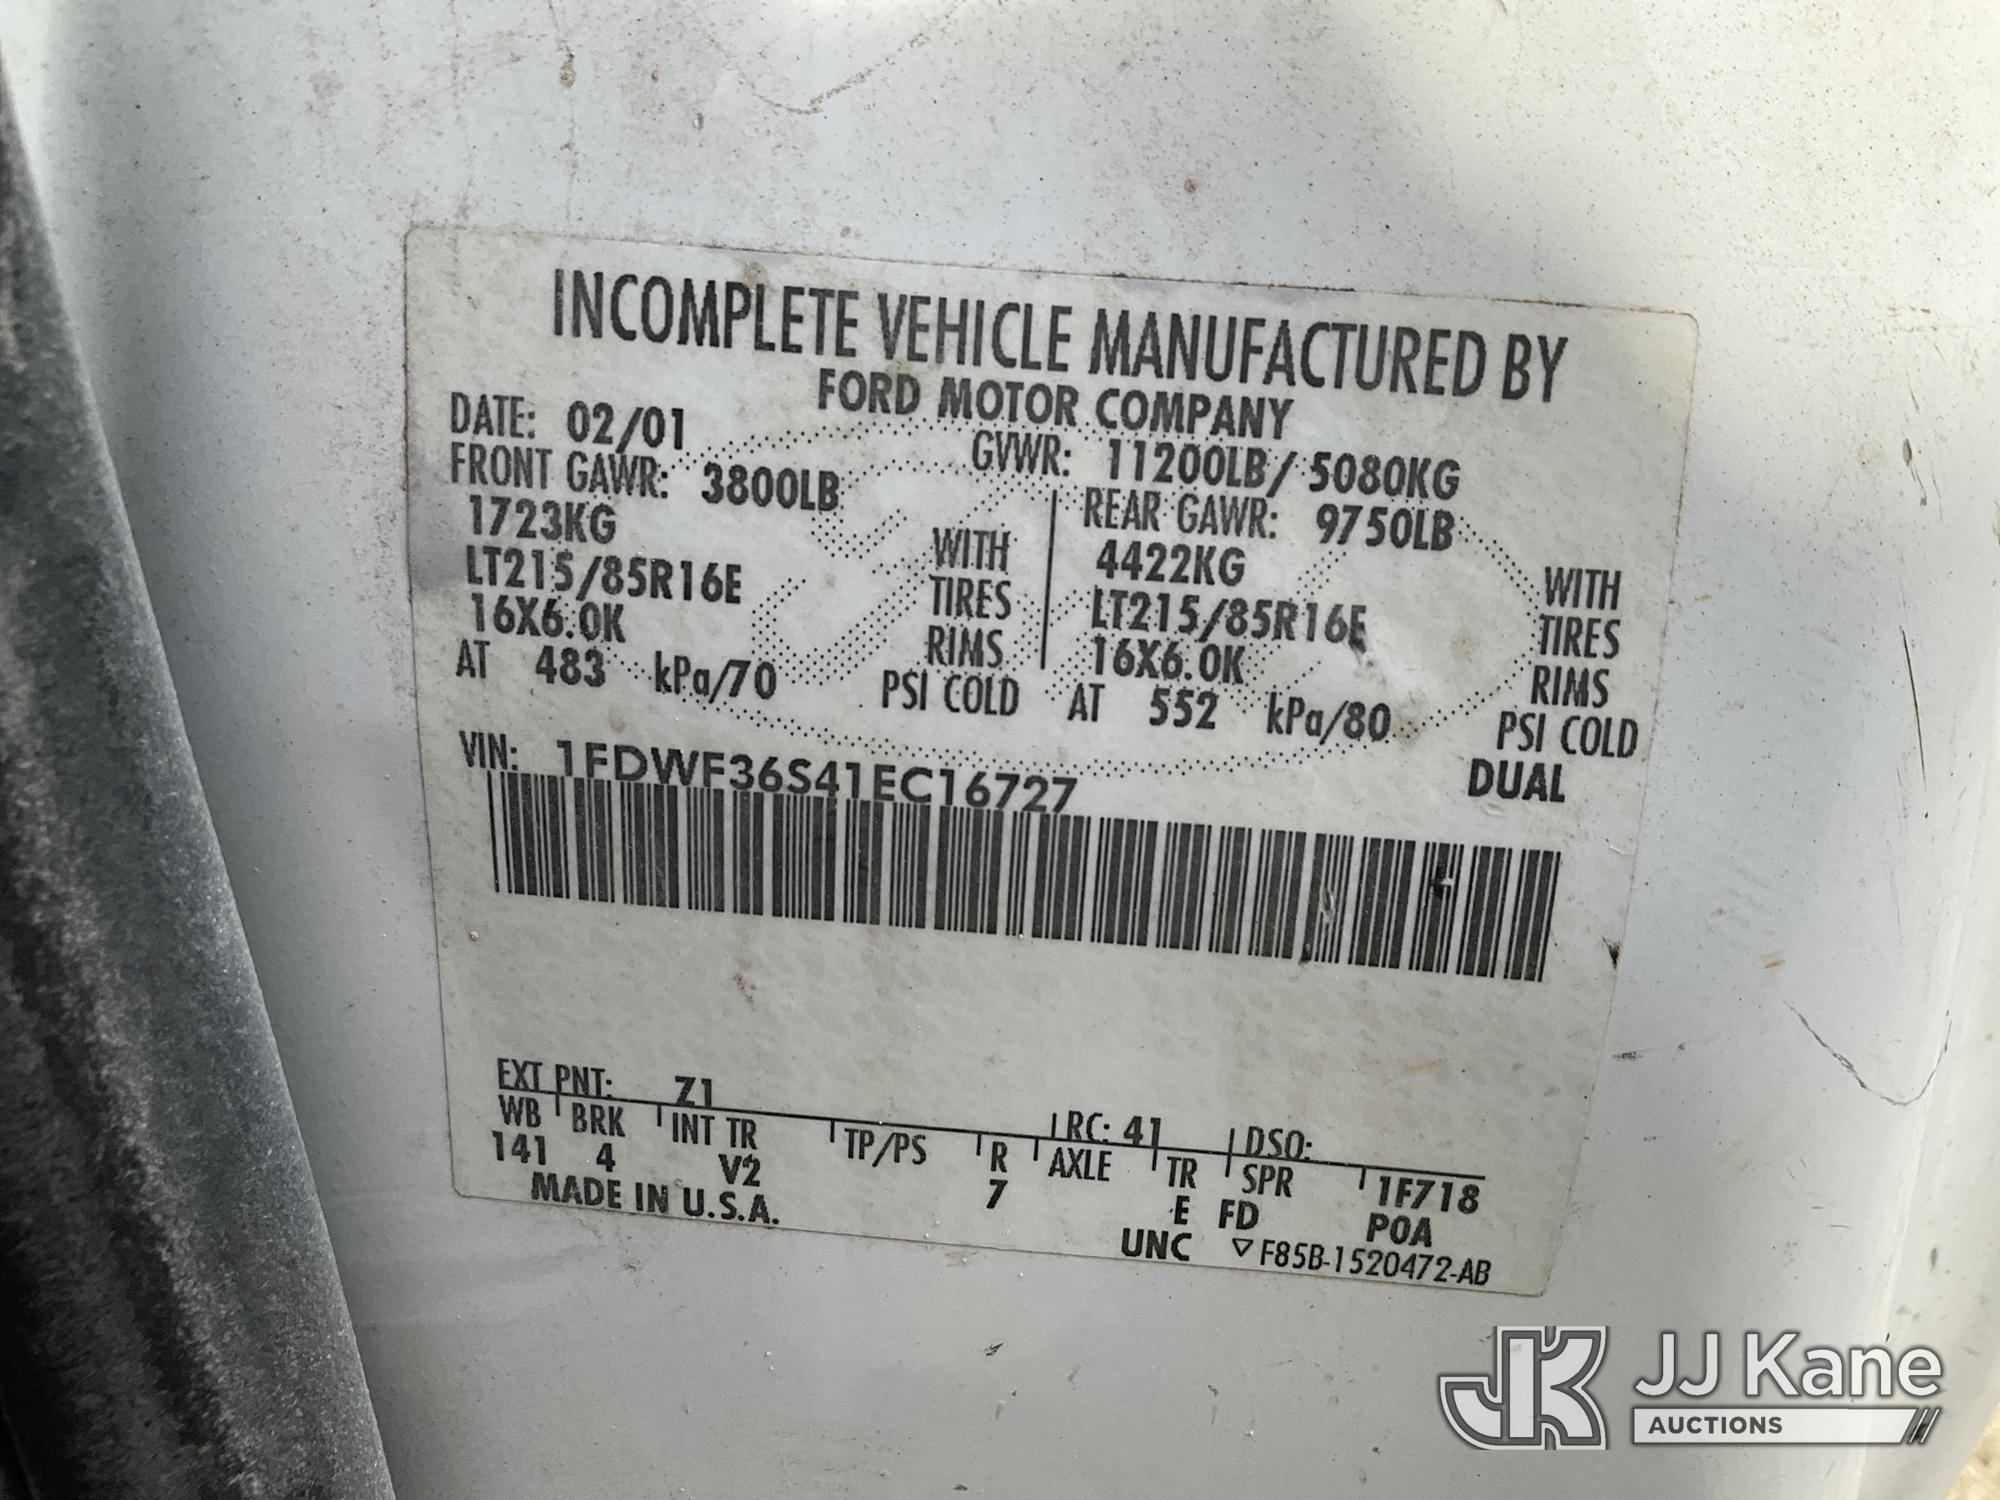 INCOMPLETE VEHICLE MANUFACTURED BY
FORD MOTOR COMPANY
DATE: 02/01 GVWR: 11200LB/ 5080KG
FRONT GAWR: 3800LB REAR GAWR: 9750LB
1723KG WITH 4422KG WITH
LT215/85R16E TIRES LT215/85R16E TIRES
16X6.0K RIMS 16X6.0K RIMS
AT 483 kPa/70 PSI COLD AT 552 kPa/80 PSI COLD
VIN: 1FDWF36S41EC16727 DUAL
EXT PNT: Z1 RC: 41 DSO:
WB BRK INT TR TP/PS R AXLE TR SPR 1F718
141 4 V2 7 E FD P0A
MADE IN U.S.A. UNC ▽F85B-1520472-AB
JK JJ Kane
AUCTIONS